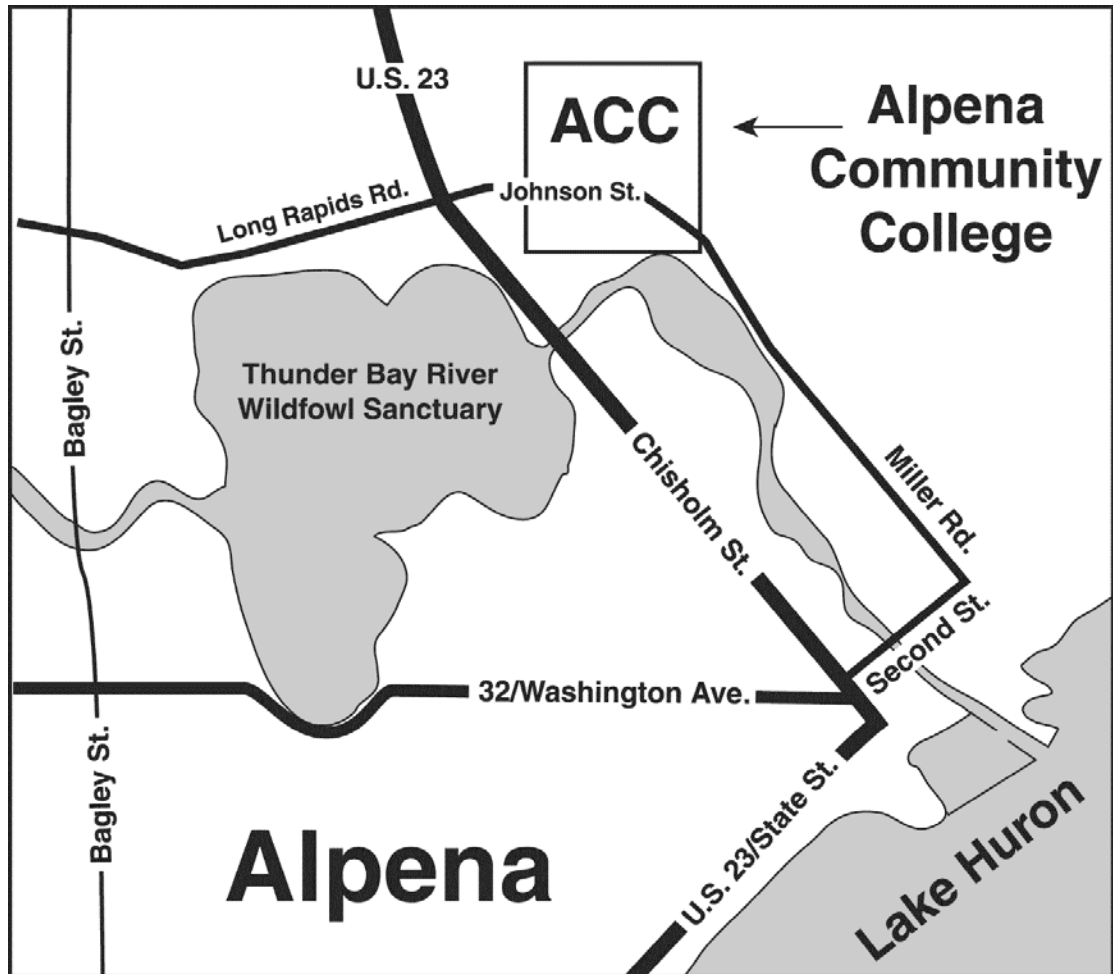 U.S. 23
ACC
Alpena
Community
College
Long Rapids Rd.
Johnson St.
Bagley St.
Thunder Bay River
Wildfowl Sanctuary
Chisholm St.
Miller Rd.
Second St.
32/Washington Ave.
Bagley St.
U.S. 23/State St.
Lake Huron
Alpena